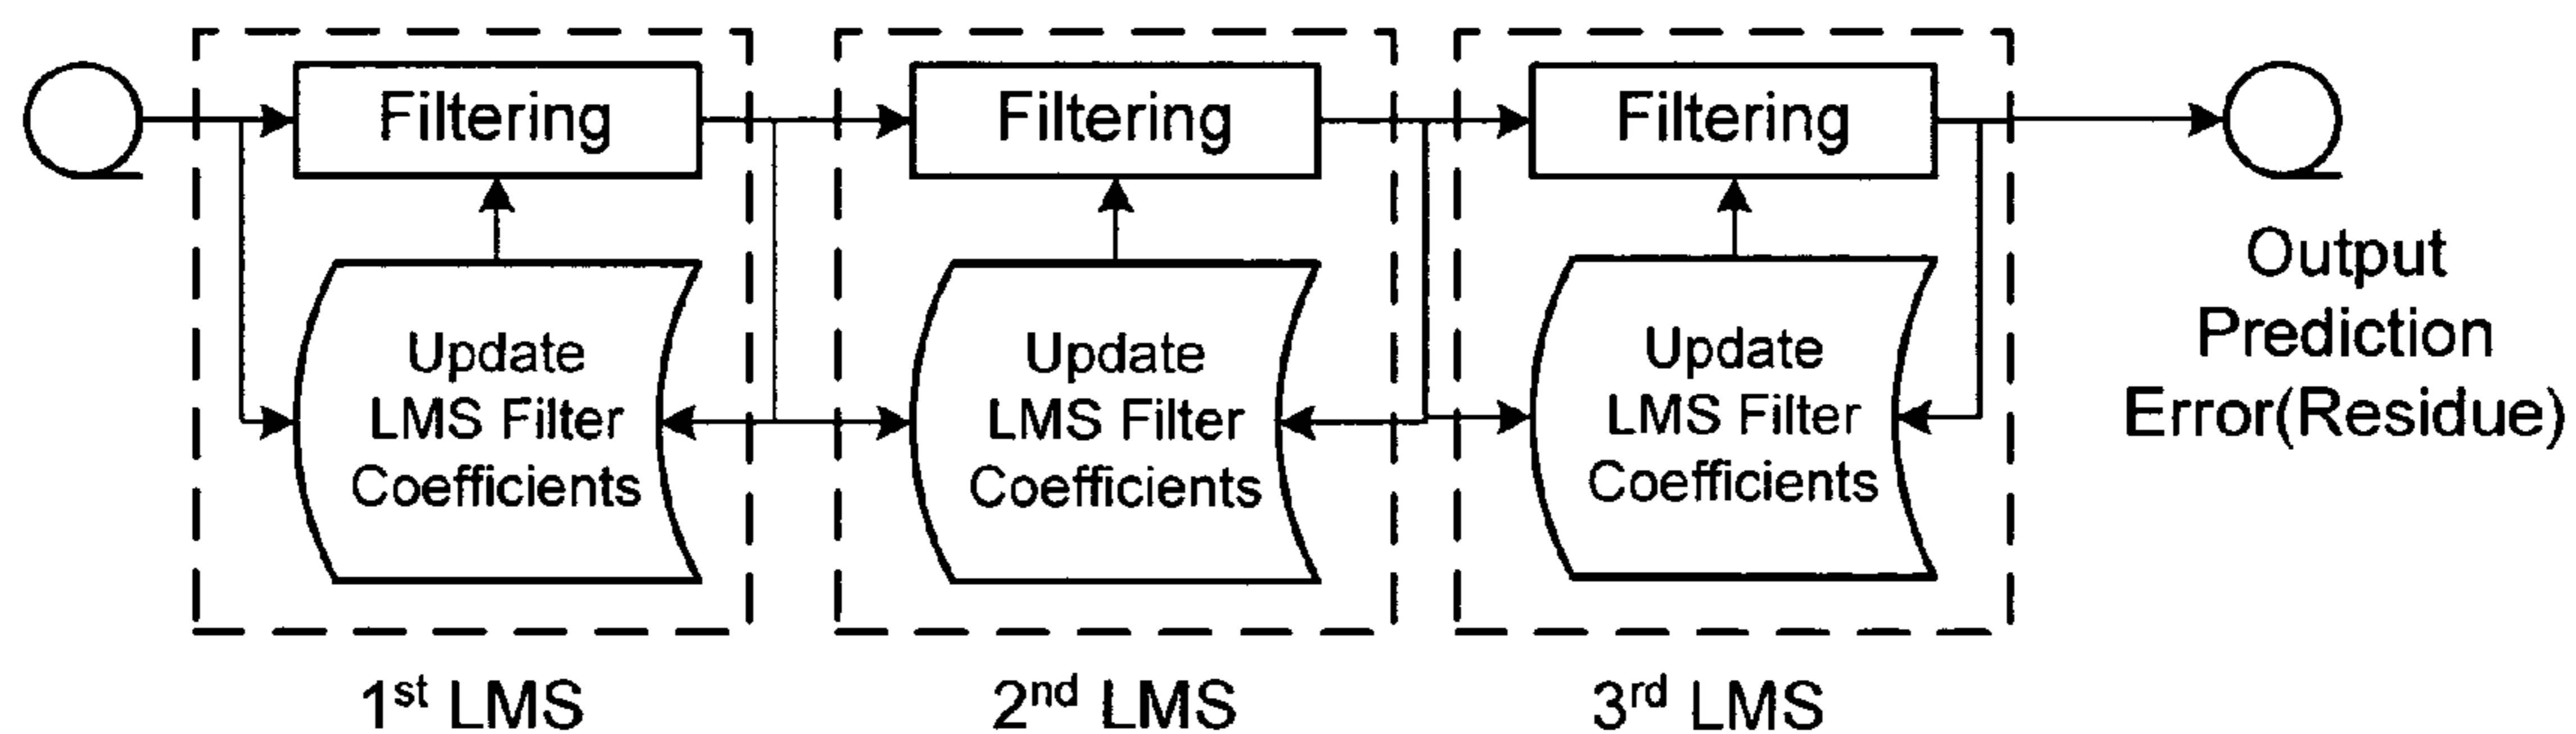 Filtering
Filtering
Filtering
Update
LMS Filter
Coefficients
Update
LMS Filter
Coefficients
Update
LMS Filter
Coefficients
Output
Prediction
Error(Residue)
1st LMS
2nd LMS
3rd LMS